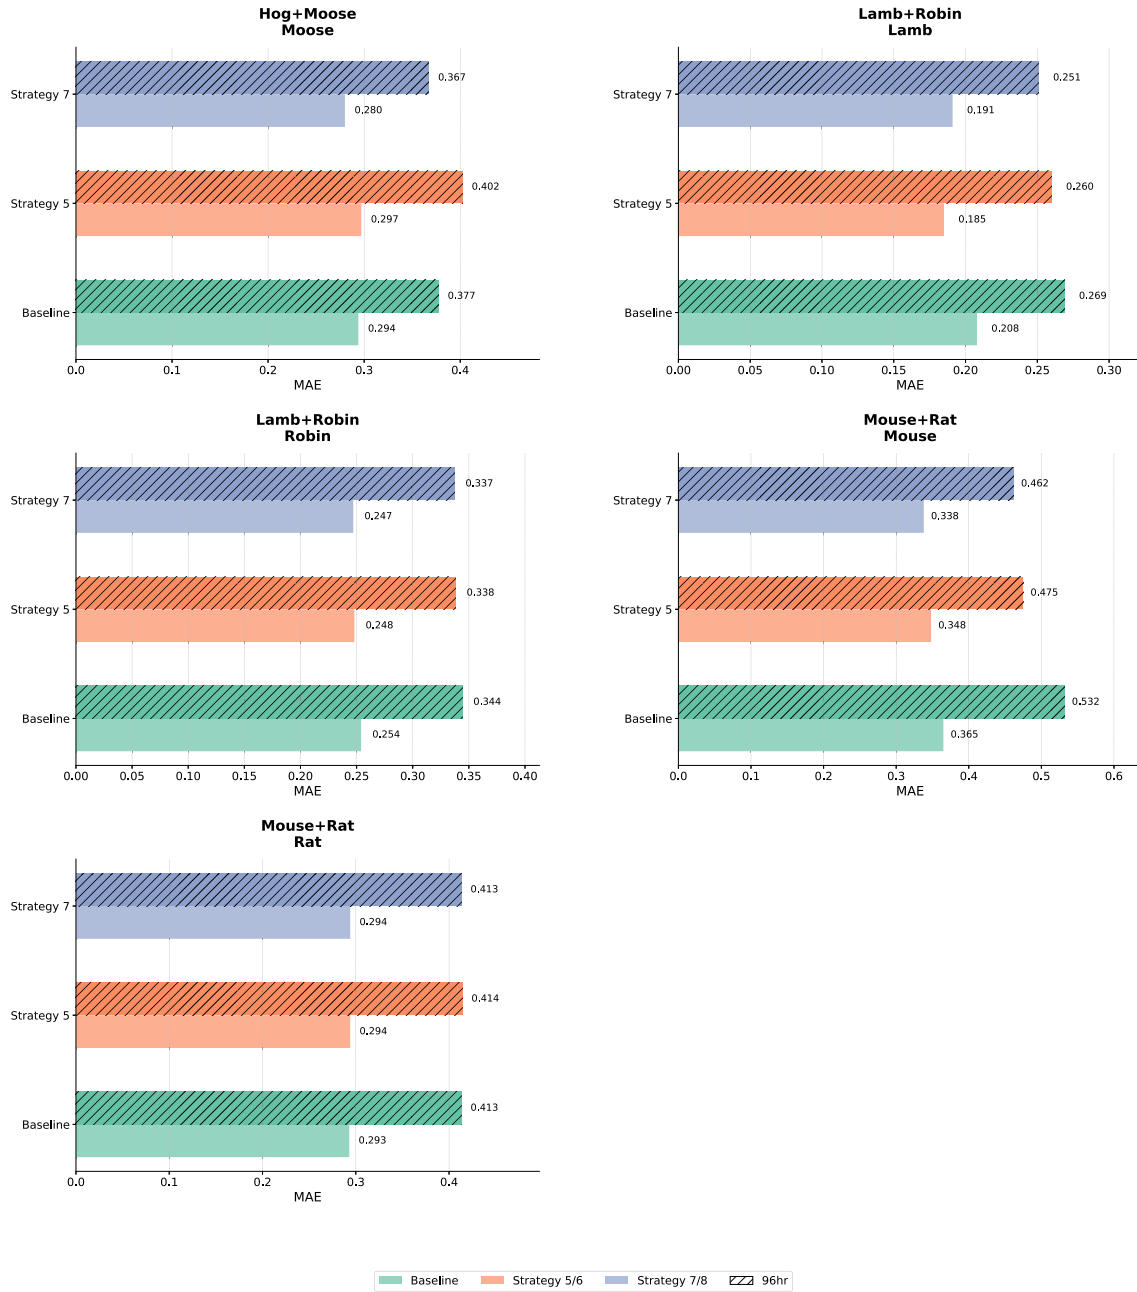 Hog+Moose
Moose
Strategy 7
0.367
0.280
Strategy 5
0.402
0.297
Baseline
0.377
0.294
0.0 0.1 0.2 0.3 0.4
MAE
Lamb+Robin
Lamb
Strategy 7
0.251
0.191
Strategy 5
0.260
0.185
Baseline
0.269
0.208
0.00 0.05 0.10 0.15 0.20 0.25 0.30
MAE
Lamb+Robin
Robin
Strategy 7
0.337
0.247
Strategy 5
0.338
0.248
Baseline
0.344
0.254
0.00 0.05 0.10 0.15 0.20 0.25 0.30 0.35 0.40
MAE
Mouse+Rat
Mouse
Strategy 7
0.462
0.338
Strategy 5
0.475
0.348
Baseline
0.532
0.365
0.0 0.1 0.2 0.3 0.4 0.5 0.6
MAE
Mouse+Rat
Rat
Strategy 7
0.413
0.294
Strategy 5
0.414
0.294
Baseline
0.413
0.293
0.0 0.1 0.2 0.3 0.4
MAE
Baseline Strategy 5/6 Strategy 7/8 96hr